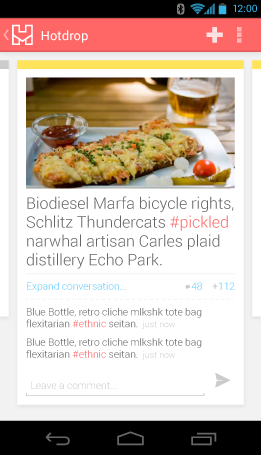 12:00
Hotdrop
Biodiesel Marfa bicycle rights,
Schlitz Thundercats #pickled
narwhal artisan Carles plaid
distillery Echo Park.
Expand conversation... 48 +112
Blue Bottle, retro cliche mlkshk tote bag
flexitarian #ethnic seitan. just now
Blue Bottle, retro cliche mlkshk tote bag
flexitarian #ethnic seitan. just now
Leave a comment...